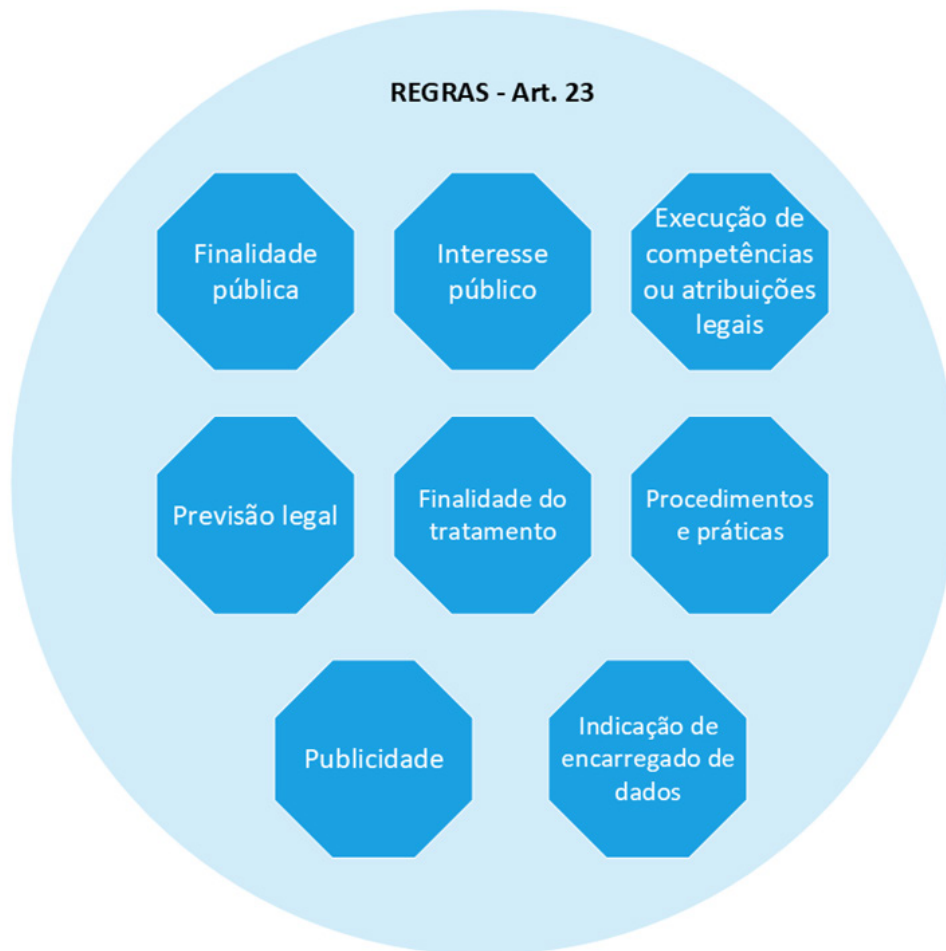 REGRAS - Art. 23
Finalidade
pública
Interesse
público
Execução de
competências
ou atribuições
legais
Previsão legal
Finalidade do
tratamento
Procedimentos
e práticas
Publicidade
Indicação de
encarregado de
dados